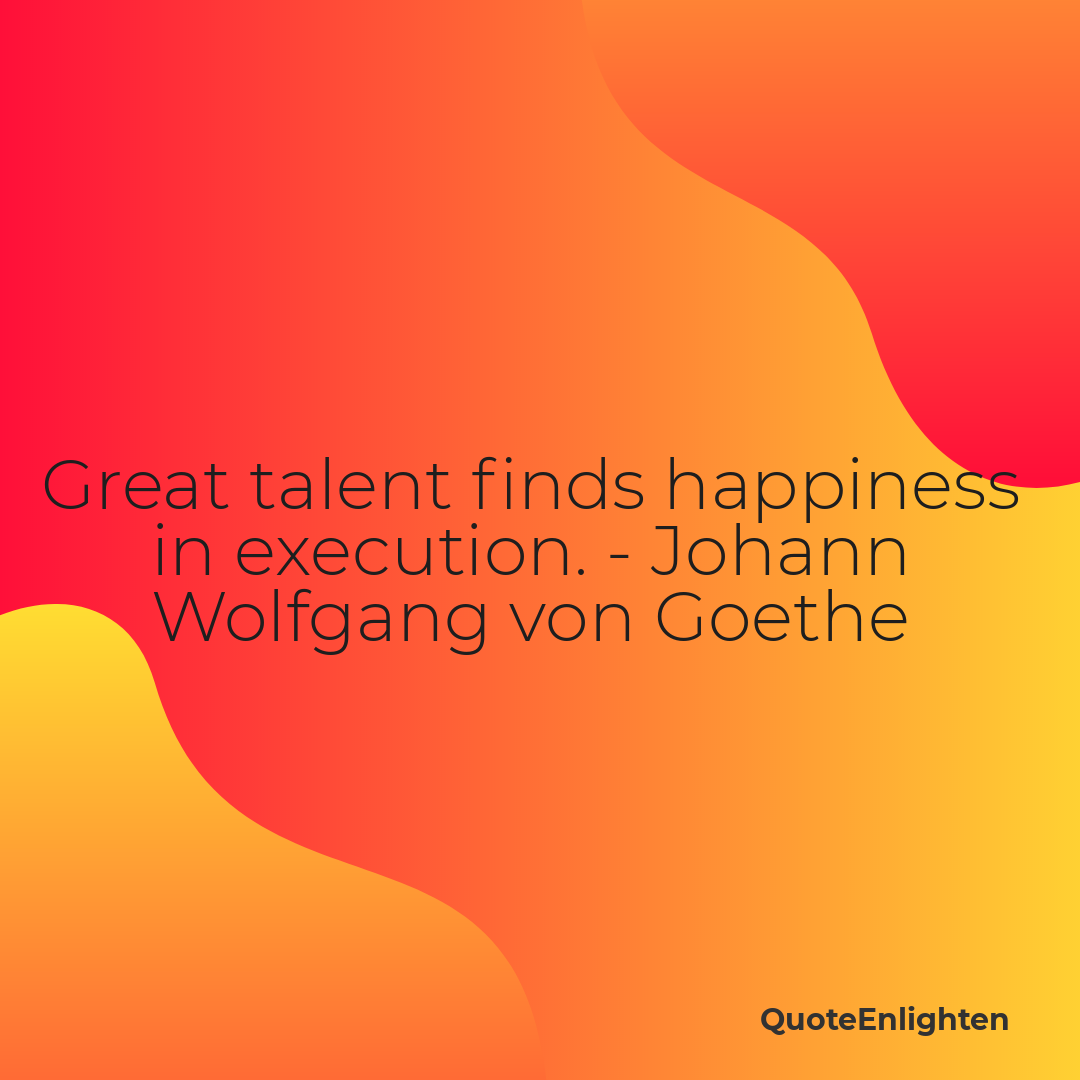 Great talent finds happiness
in execution. - Johann
Wolfgang von Goethe
QuoteEnlighten